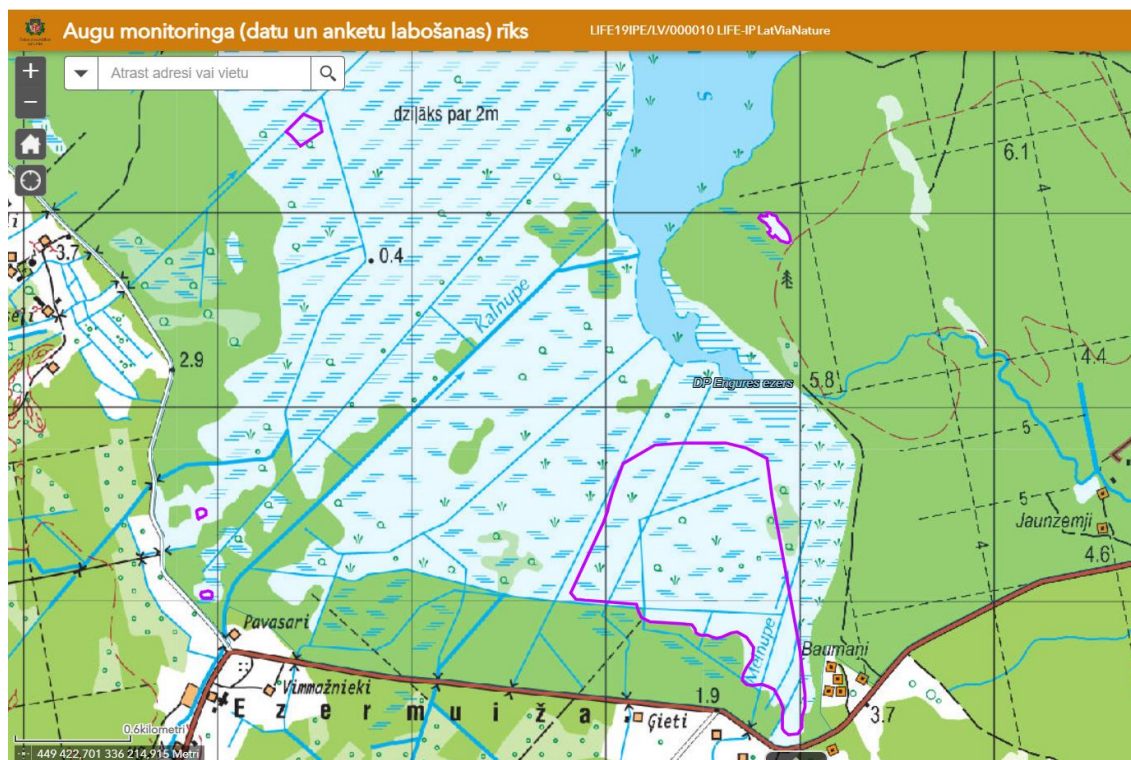 Augu monitoringa (datu un anketu labošanas) rīks
LIFE19IPE/LV/000010 LIFE-IP LatViaNature
+
Atrast adresi vai vietu
−
dziļāks par 2m
S
6.1
4
3.7
0.4
Kalnupe
2.9
DP Engures ezers
5.8
4.4
5
5
Jaunzemji
4.6
Pavasari
Melnupe
Baumaņi
Vimmažnieki
1.9
Ezermuiža
Ģieti
3.7
0.6kilometri
449 422,701 336 214,915 Metri